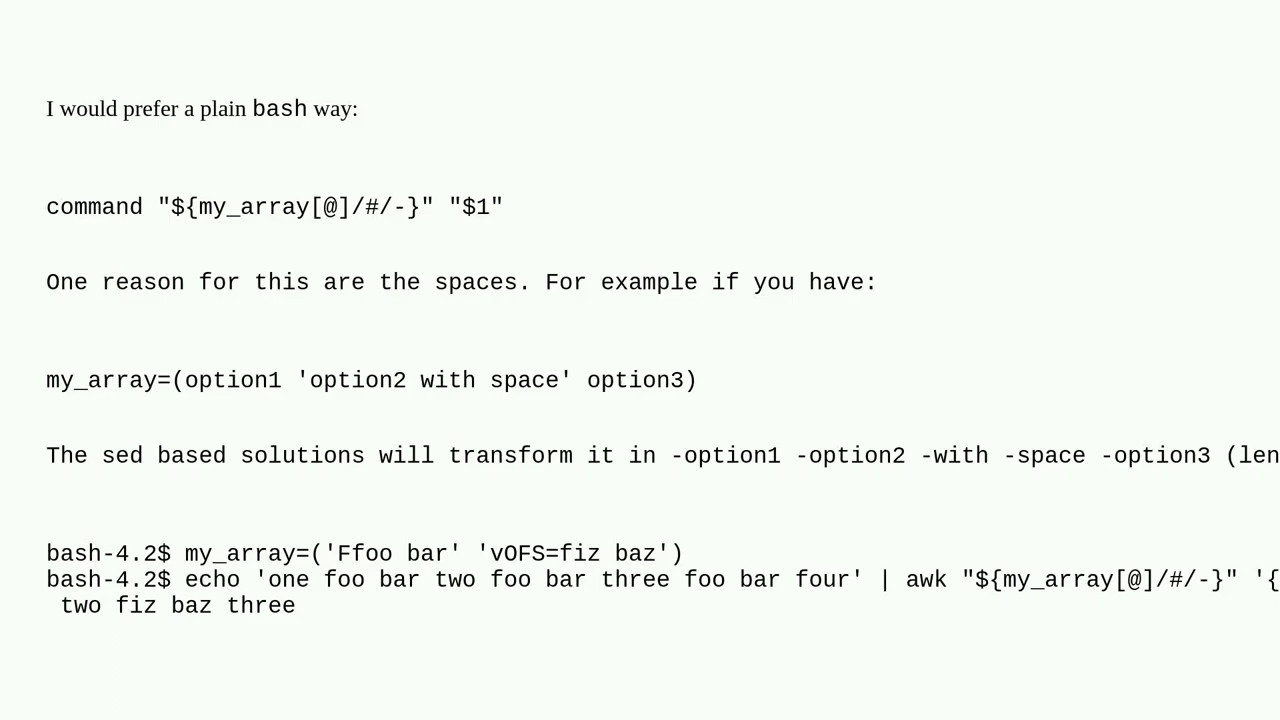 I would prefer a plain bash way:
command "${my_array[@]/#/-}" "$1"
One reason for this are the spaces. For example if you have:
my_array=(option1 'option2 with space' option3)
The sed based solutions will transform it in -option1 -option2 -with -space -option3 (len
bash-4.2$ my_array=('Ffoo bar' 'vOFS=fiz baz')
bash-4.2$ echo 'one foo bar two foo bar three foo bar four' | awk "${my_array[@]/#/-}" '{
two fiz baz three